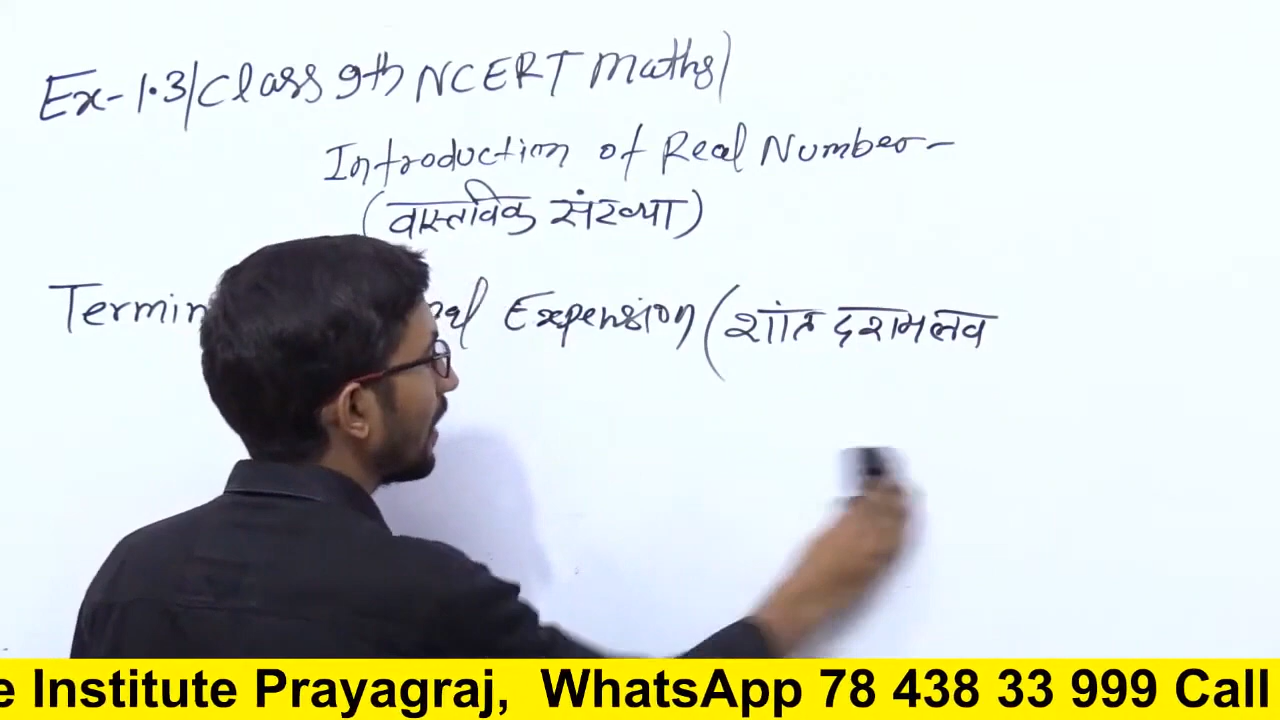 Ex-1.3/Class 9th NCERT Maths/
Introduction of Real Number-
(वास्तविक संख्या)
Expension (शांत दशमलव
Institute Prayagraj, WhatsApp 78 438 33 999 Call